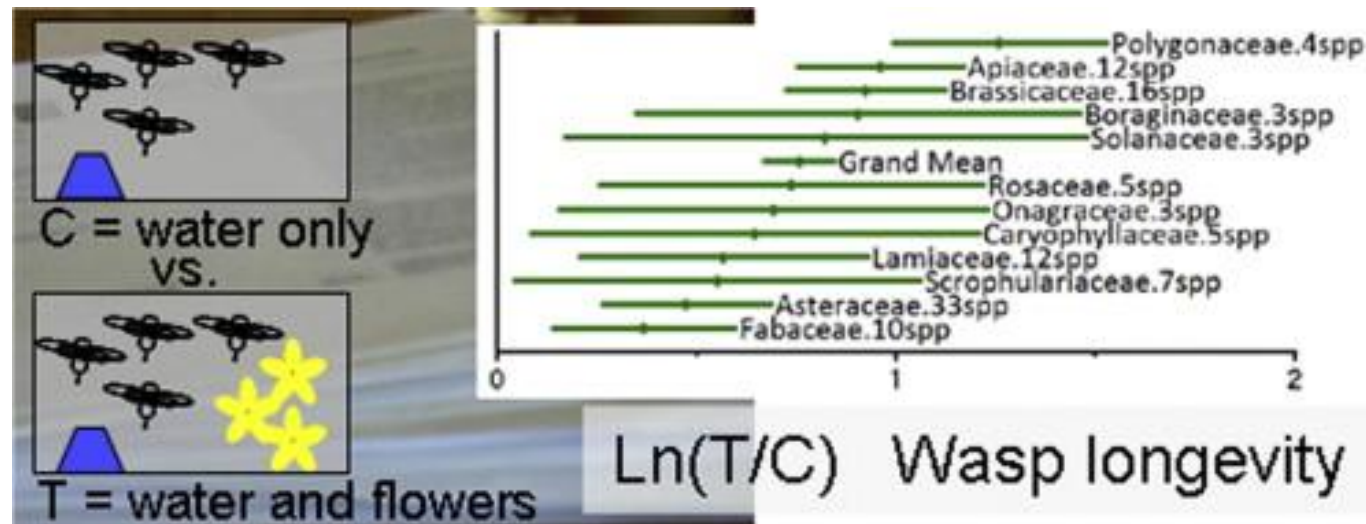 C = water only
vs.
T = water and flowers
Polygonaceae.4spp
Apiaceae.12spp
Brassicaceae.16spp
Boraginaceae.3spp
Solanaceae.3spp
Grand Mean
Rosaceae.5spp
Onagraceae.3spp
Caryophyllaceae.5spp
Lamiaceae.12spp
Scrophulariaceae.7spp
Asteraceae.33spp
Fabaceae.10spp
0 1 2
Ln(T/C) Wasp longevity